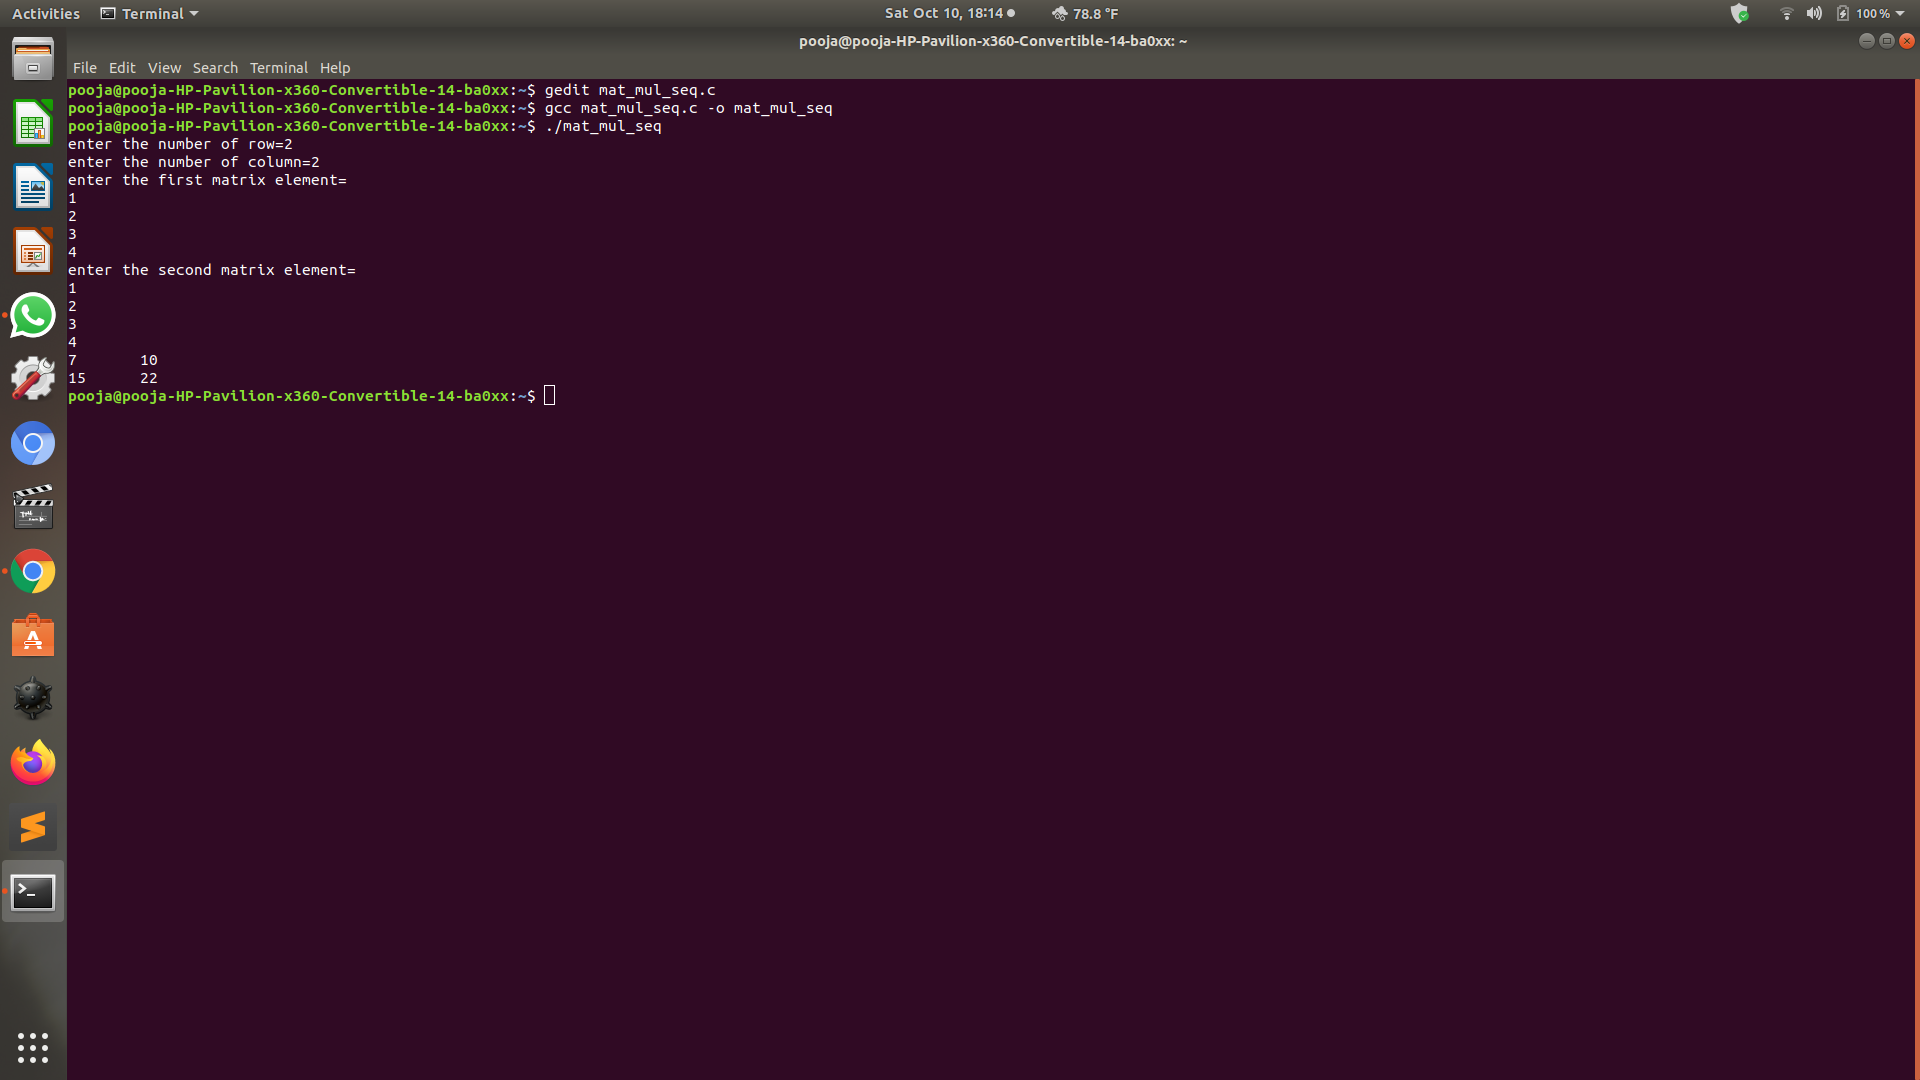 Activities Terminal Sat Oct 10, 18:14 78.8 °F 100 %
pooja@pooja-HP-Pavilion-x360-Convertible-14-ba0xx: ~
File Edit View Search Terminal Help
pooja@pooja-HP-Pavilion-x360-Convertible-14-ba0xx:~$ gedit mat_mul_seq.c
pooja@pooja-HP-Pavilion-x360-Convertible-14-ba0xx:~$ gcc mat_mul_seq.c -o mat_mul_seq
pooja@pooja-HP-Pavilion-x360-Convertible-14-ba0xx:~$ ./mat_mul_seq
enter the number of row=2
enter the number of column=2
enter the first matrix element=
1
2
3
4
enter the second matrix element=
1
2
3
4
7 10
15 22
pooja@pooja-HP-Pavilion-x360-Convertible-14-ba0xx:~$